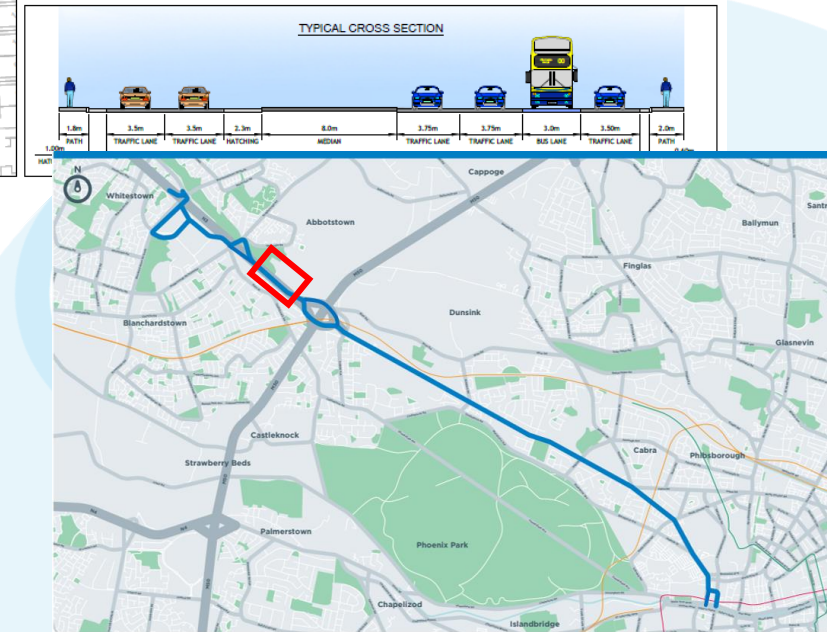 TYPICAL CROSS SECTION
1.8m 3.5m 3.5m 2.3m 8.0m 3.75m 3.75m 3.0m 3.50m 2.0m
PATH TRAFFIC LANE TRAFFIC LANE HATCHING MEDIAN TRAFFIC LANE TRAFFIC LANE BUS LANE TRAFFIC LANE PATH
1.00m
HAT
N
Whitestown
Cappoge
Santr
Abbotstown
Ballymun
Finglas
Dunsink
Blanchardstown
Glasnevin
Castleknock
Cabra
Phibsborough
Strawberry Beds
Palmerstown
Phoenix Park
Chapelizod
Islandbridge